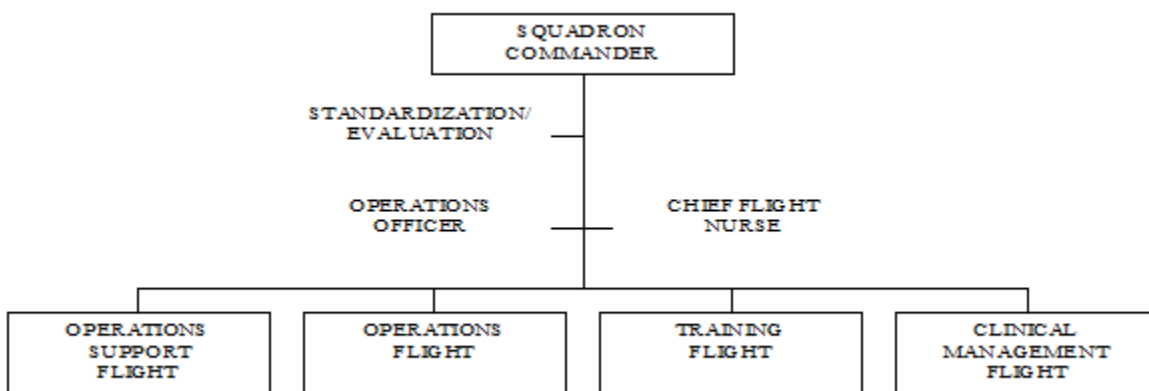 SQUADRON
COMMANDER
STANDARDIZATION/
EVALUATION
OPERATIONS
OFFICER
CHIEF FLIGHT
NURSE
OPERATIONS
SUPPORT
FLIGHT
OPERATIONS
FLIGHT
TRAINING
FLIGHT
CLINICAL
MANAGEMENT
FLIGHT